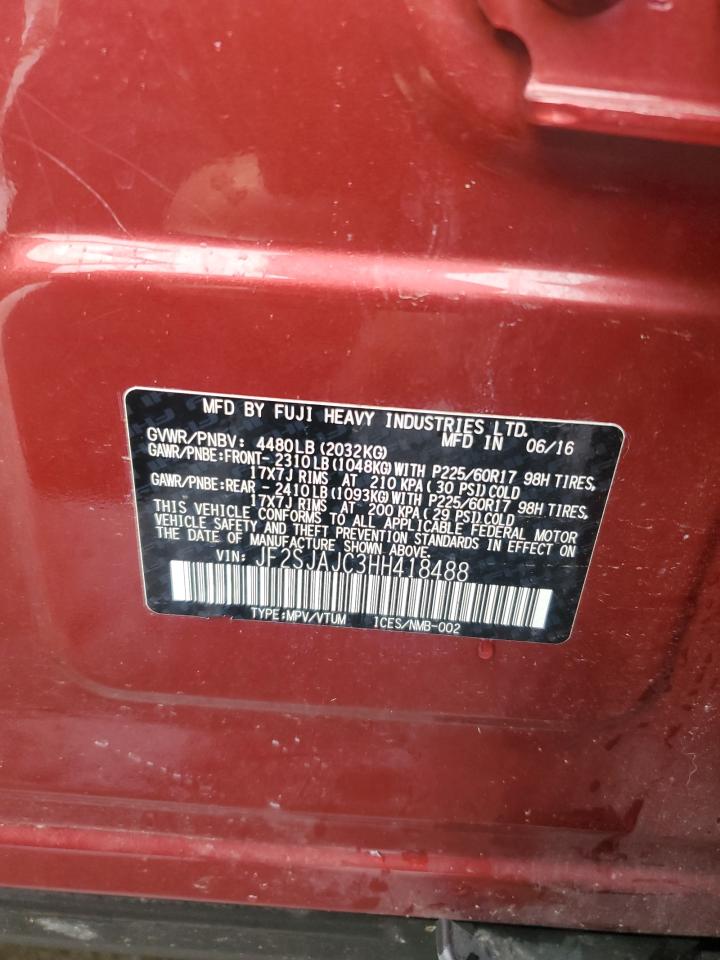 MFD BY FUJI HEAVY INDUSTRIES LTD.
GVWR/PNBV: 4480LB (2032KG) MFD IN 06/16
GAWR/PNBE:FRONT-2310LB (1048KG) WITH P225/60R17 98H TIRES,
17X7J RIMS AT 210 KPA ( 30 PSI) COLD
GAWR/PNBE:REAR -2410LB (1093KG) WITH P225/60R17 98H TIRES,
17X7J RIMS AT 200 KPA ( 29 PSI) COLD
THIS VEHICLE CONFORMS TO ALL APPLICABLE FEDERAL MOTOR
VEHICLE SAFETY AND THEFT PREVENTION STANDARDS IN EFFECT ON
THE DATE OF MANUFACTURE SHOWN ABOVE.
VIN: JF2SJAJC3HH418488
TYPE:MPV/VTUM ICES/NMB-002